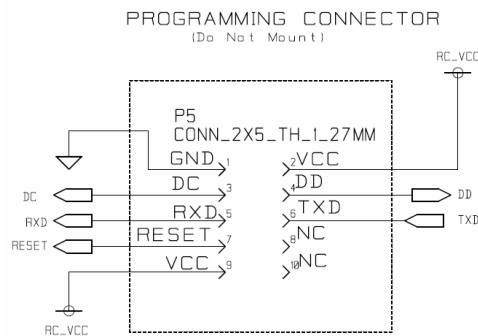 PROGRAMMING CONNECTOR
(Do Not Mount)
RC_VCC
P5
CONN_2X5_TH_1_27MM
GND 1 2 VCC
DC DC 3 4 DD DD
RXD RXD 5 6 TXD TXD
RESET RESET 7 8 NC
VCC 9 10 NC
RC_VCC